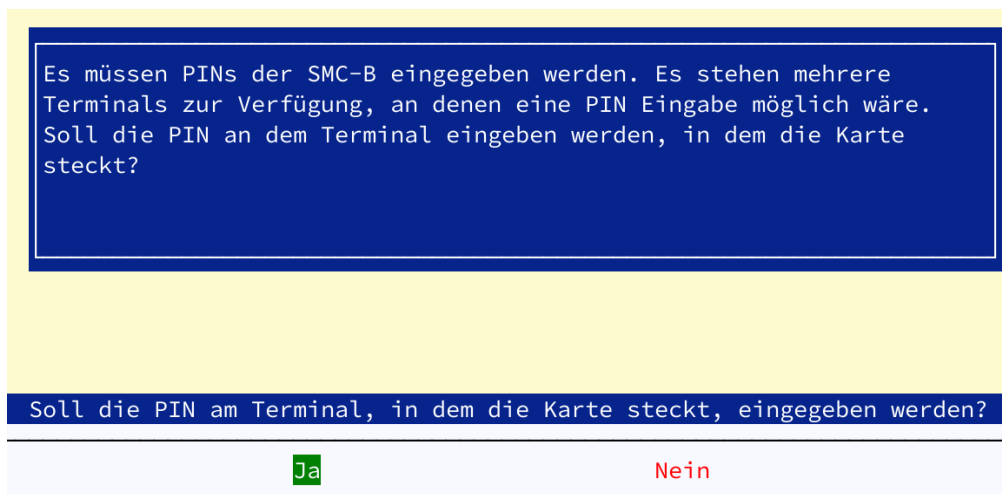 Es müssen PINs der SMC-B eingegeben werden. Es stehen mehrere
Terminals zur Verfügung, an denen eine PIN Eingabe möglich wäre.
Soll die PIN an dem Terminal eingeben werden, in dem die Karte
steckt?
Soll die PIN am Terminal, in dem die Karte steckt, eingegeben werden?
Ja Nein